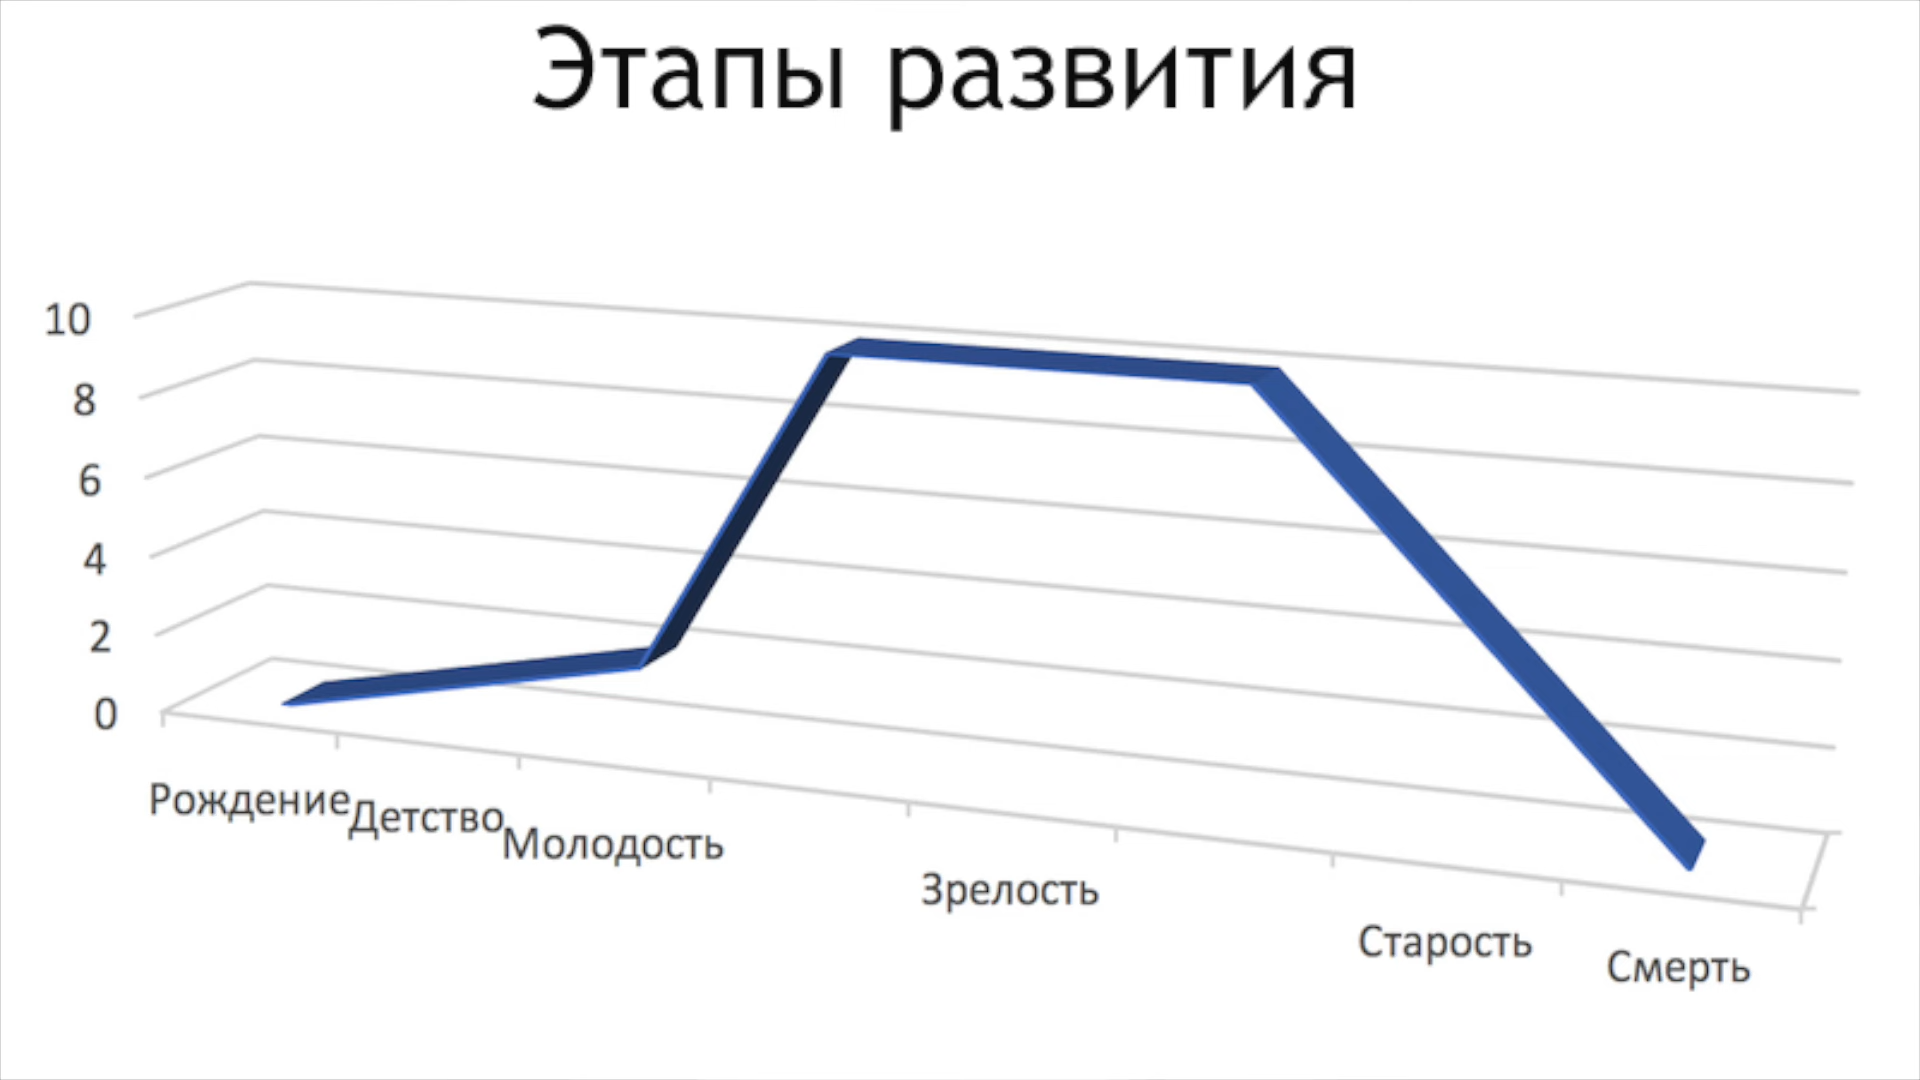 Этапы развития
10
8
6
4
2
0
Рождение
Детство
Молодость
Зрелость
Старость
Смерть